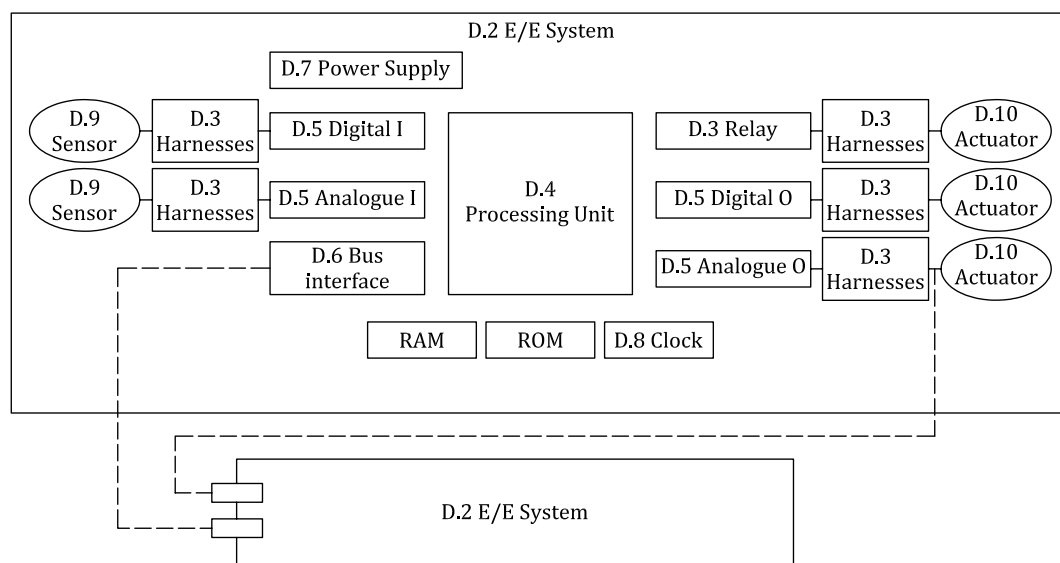 D.2 E/E System
D.7 Power Supply
D.9
Sensor
D.3
Harnesses
D.5 Digital I
D.9
Sensor
D.3
Harnesses
D.5 Analogue I
D.6 Bus
interface
D.4
Processing Unit
D.3 Relay
D.3
Harnesses
D.10
Actuator
D.5 Digital O
D.3
Harnesses
D.10
Actuator
D.5 Analogue O
D.3
Harnesses
D.10
Actuator
RAM
ROM
D.8 Clock
D.2 E/E System